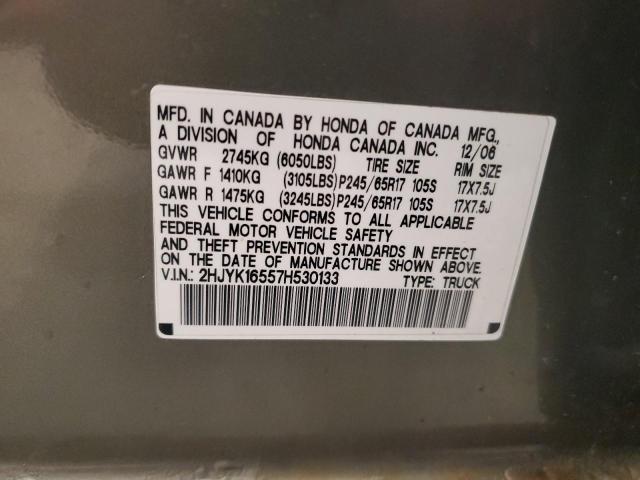 MFD. IN CANADA BY HONDA OF CANADA MFG.,
A DIVISION OF HONDA CANADA INC. 12/06
GVWR 2745KG (6050LBS) TIRE SIZE RIM SIZE
GAWR F 1410KG (3105LBS) P245/65R17 105S 17X7.5J
GAWR R 1475KG (3245LBS) P245/65R17 105S 17X7.5J
THIS VEHICLE CONFORMS TO ALL APPLICABLE
FEDERAL MOTOR VEHICLE SAFETY
AND THEFT PREVENTION STANDARDS IN EFFECT
ON THE DATE OF MANUFACTURE SHOWN ABOVE.
V.I.N.: 2HJYK16557H530133 TYPE: TRUCK